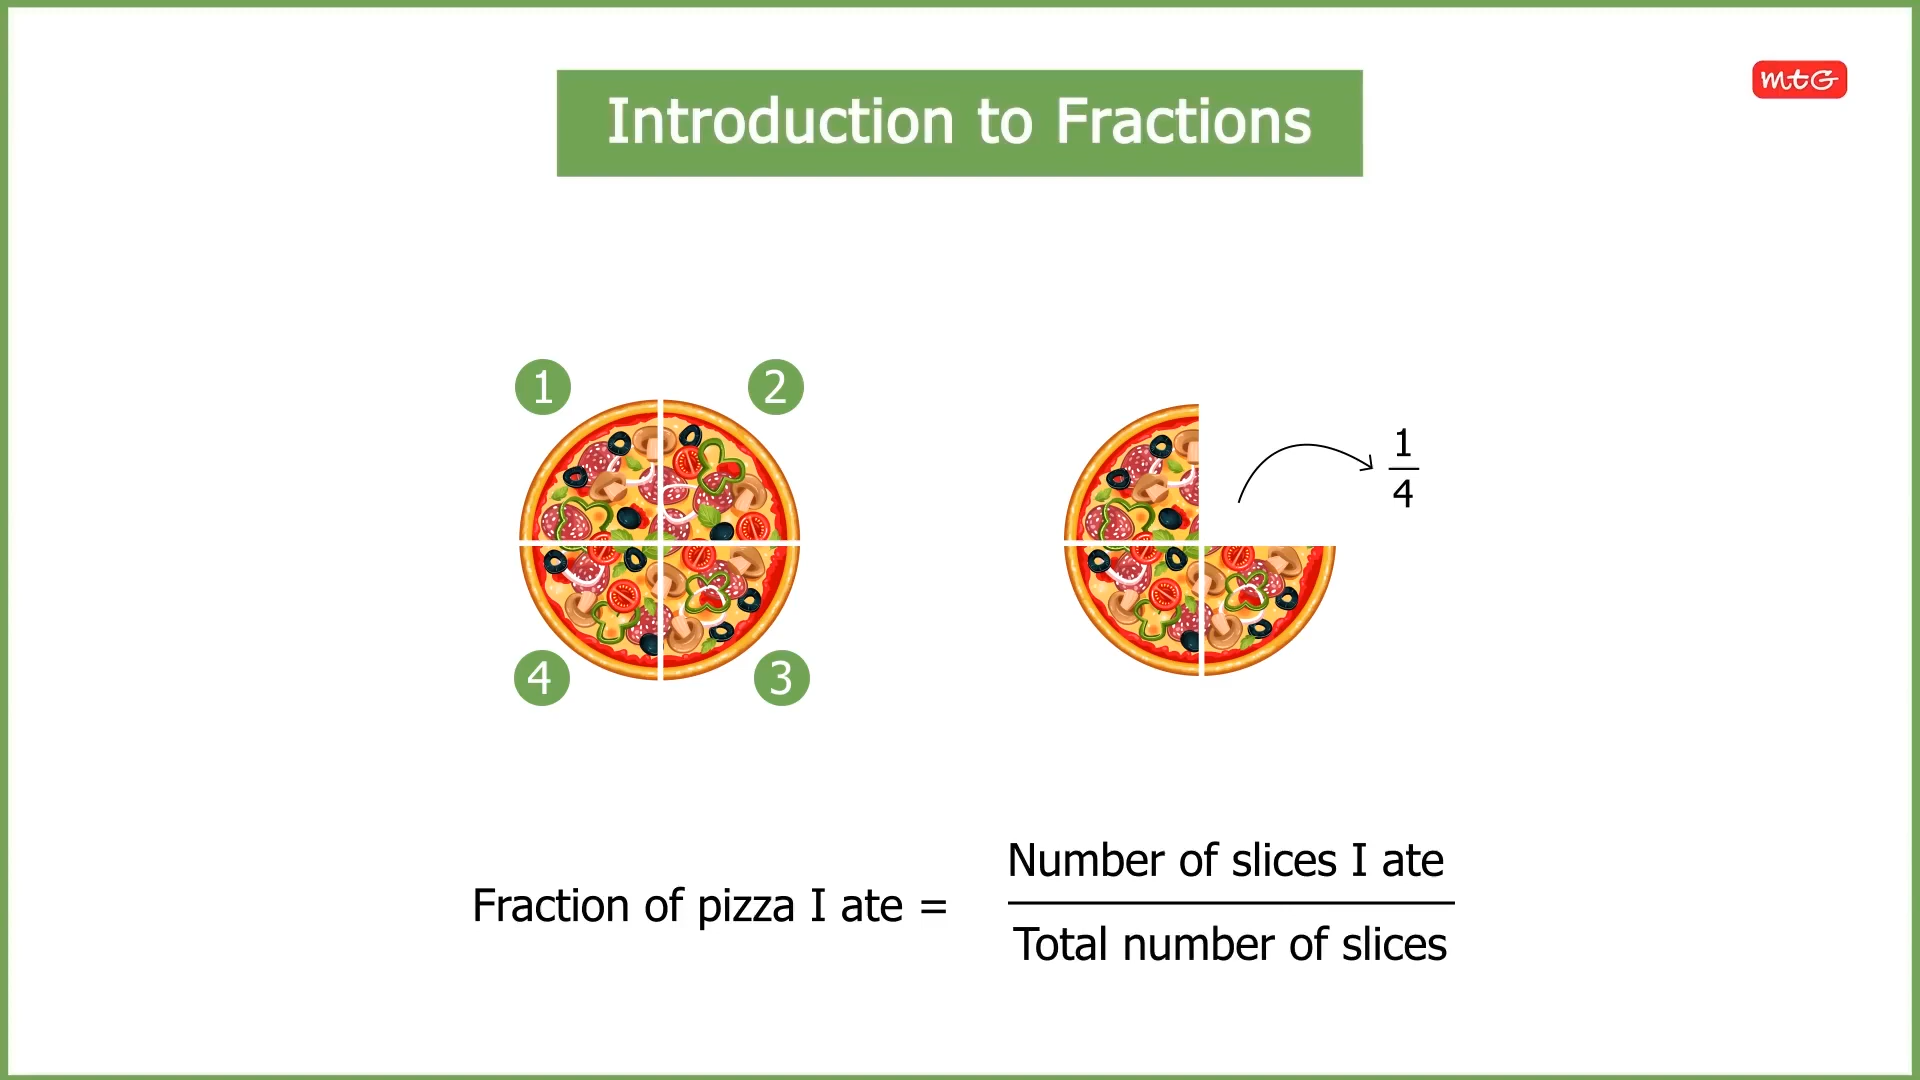 mtG
Introduction to Fractions
1
2
4
3
1
4
Fraction of pizza I ate =
Number of slices I ate
Total number of slices